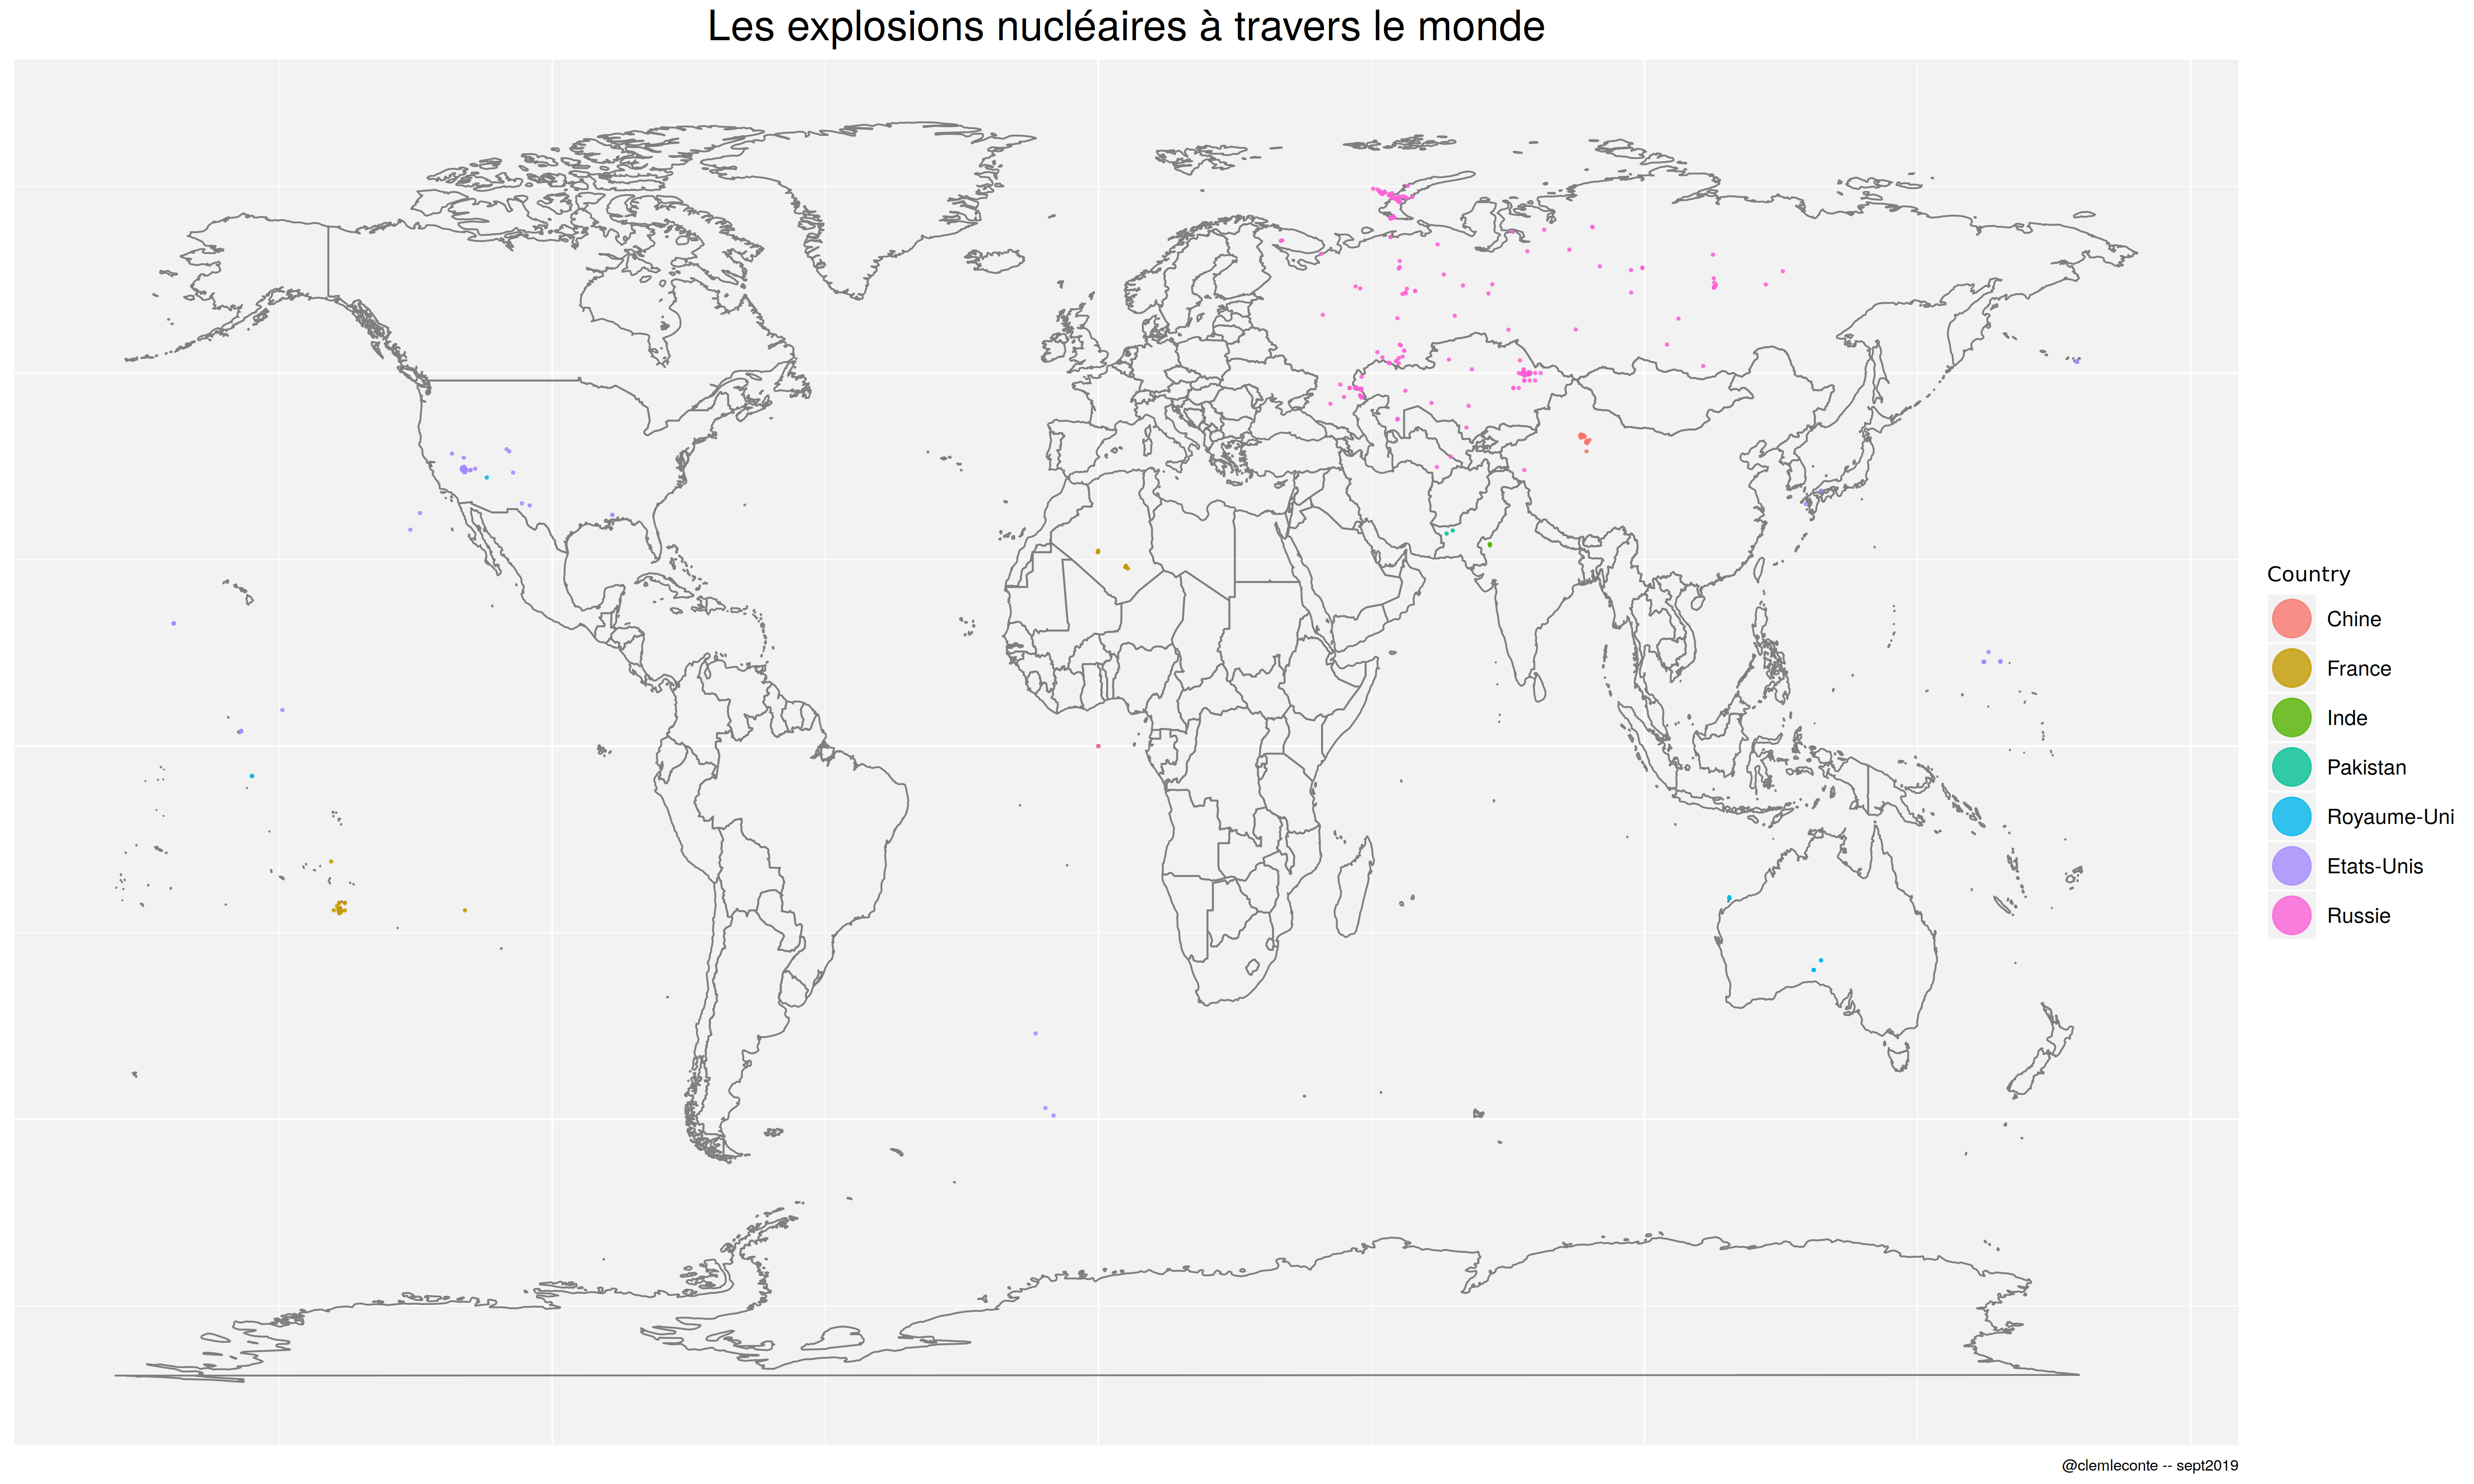 Les explosions nucléaires à travers le monde
Country
Chine
France
Inde
Pakistan
Royaume-Uni
Etats-Unis
Russie
@clemleconte -- sept2019